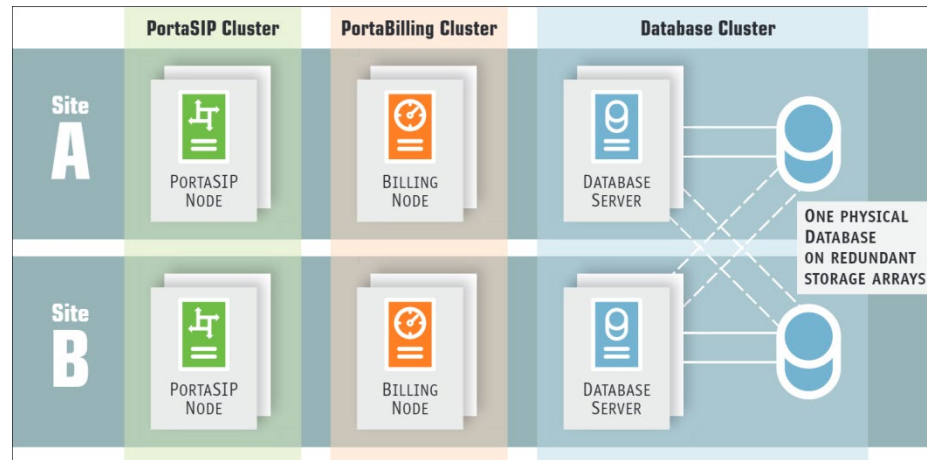 PortaSIP Cluster
PortaBilling Cluster
Database Cluster
Site
A
PORTASIP
NODE
BILLING
NODE
DATABASE
SERVER
ONE PHYSICAL
DATABASE
ON REDUNDANT
STORAGE ARRAYS
Site
B
PORTASIP
NODE
BILLING
NODE
DATABASE
SERVER